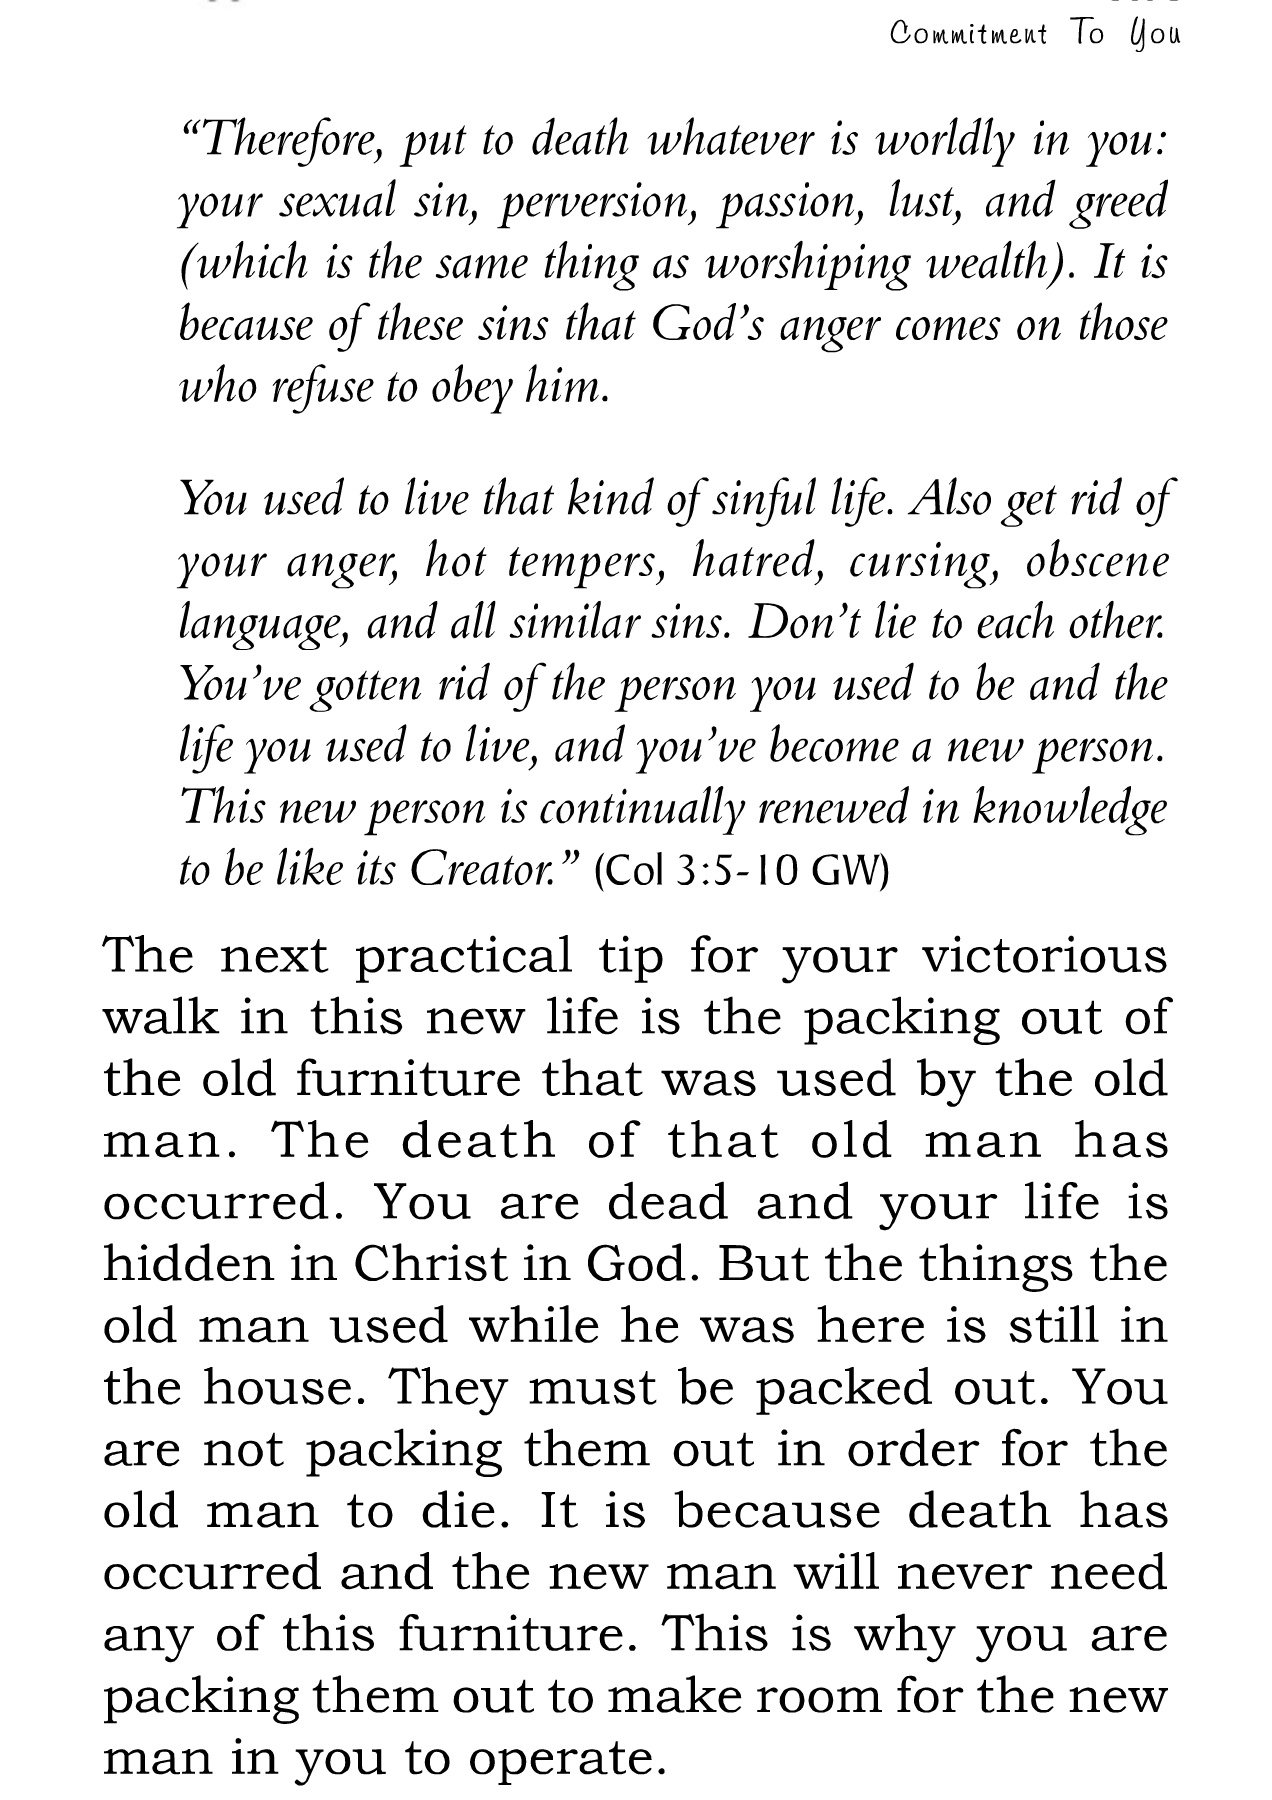 Commitment To You
“Therefore, put to death whatever is worldly in you:
your sexual sin, perversion, passion, lust, and greed
(which is the same thing as worshiping wealth). It is
because of these sins that God’s anger comes on those
who refuse to obey him.
You used to live that kind of sinful life. Also get rid of
your anger, hot tempers, hatred, cursing, obscene
language, and all similar sins. Don’t lie to each other.
You’ve gotten rid of the person you used to be and the
life you used to live, and you’ve become a new person.
This new person is continually renewed in knowledge
to be like its Creator.” (Col 3:5-10 GW)
The next practical tip for your victorious
walk in this new life is the packing out of
the old furniture that was used by the old
man. The death of that old man has
occurred. You are dead and your life is
hidden in Christ in God. But the things the
old man used while he was here is still in
the house. They must be packed out. You
are not packing them out in order for the
old man to die. It is because death has
occurred and the new man will never need
any of this furniture. This is why you are
packing them out to make room for the new
man in you to operate.